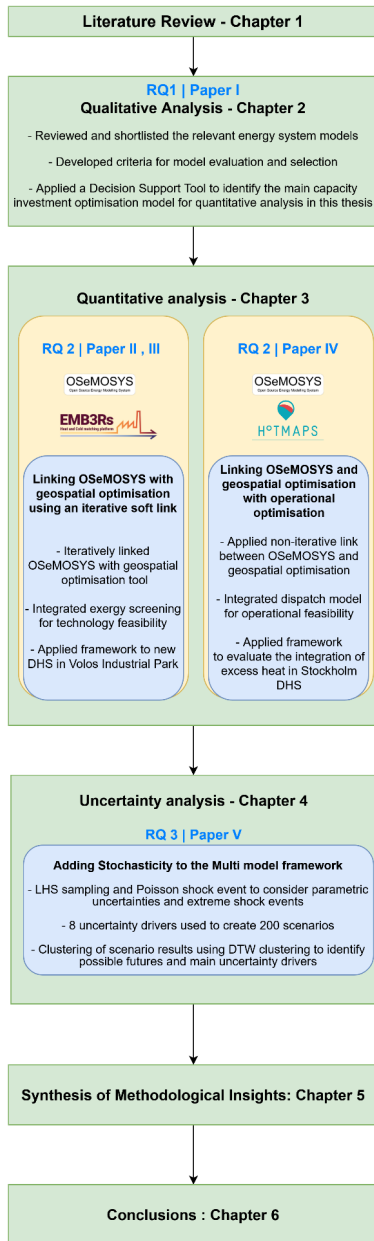 Literature Review - Chapter 1
RQ1 | Paper I
Qualitative Analysis - Chapter 2
- Reviewed and shortlisted the relevant energy system models
- Developed criteria for model evaluation and selection
- Applied a Decision Support Tool to identify the main capacity
investment optimisation model for quantitative analysis in this thesis
Quantitative analysis - Chapter 3
RQ 2 | Paper II , III
OSeMOSYS
Open Source Energy Modelling System
EMB3Rs
Heat and Cold matching platform
Linking OSeMOSYS with
geospatial optimisation
using an iterative soft link
- Iteratively linked
OSeMOSYS with geospatial
optimisation tool
- Integrated exergy screening
for technology feasibility
- Applied framework to new
DHS in Volos Industrial Park
RQ 2 | Paper IV
OSeMOSYS
Open Source Energy Modelling System
HOTMAPS
Linking OSeMOSYS and
geospatial optimisation
with operational
optimisation
- Applied non-iterative link
between OSeMOSYS and
geospatial optimisation
- Integrated dispatch model
for operational feasibility
- Applied framework
to evaluate the integration of
excess heat in Stockholm
DHS
Uncertainty analysis - Chapter 4
RQ 3 | Paper V
Adding Stochasticity to the Multi model framework
- LHS sampling and Poisson shock event to consider parametric
uncertainties and extreme shock events
- 8 uncertainty drivers used to create 200 scenarios
- Clustering of scenario results using DTW clustering to identify
possible futures and main uncertainty drivers
Synthesis of Methodological Insights: Chapter 5
Conclusions : Chapter 6